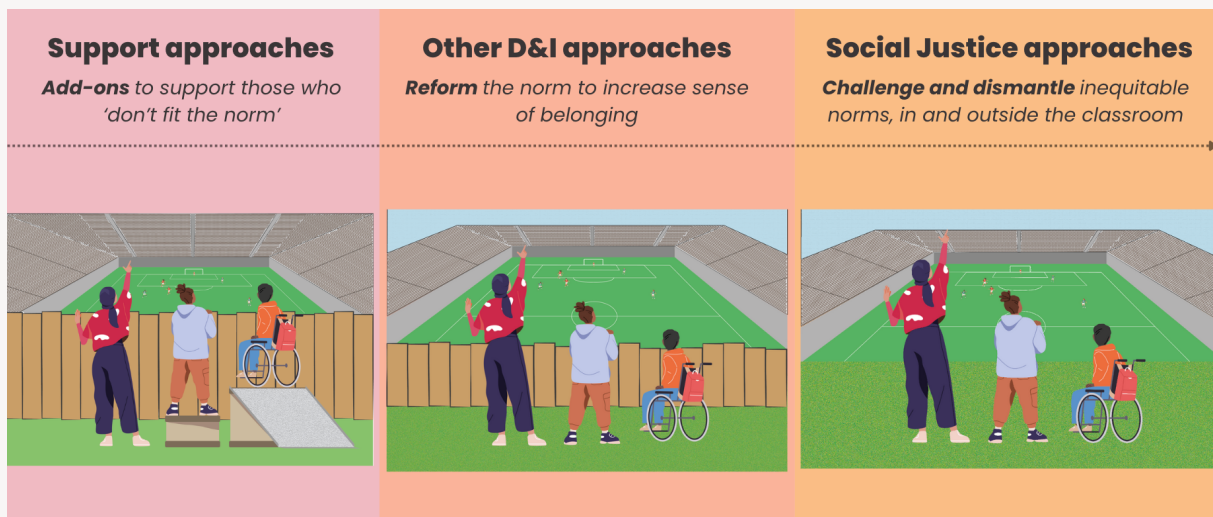 Support approaches
Add-ons to support those who
‘don’t fit the norm’
Other D&I approaches
Reform the norm to increase sense
of belonging
Social Justice approaches
Challenge and dismantle inequitable
norms, in and outside the classroom